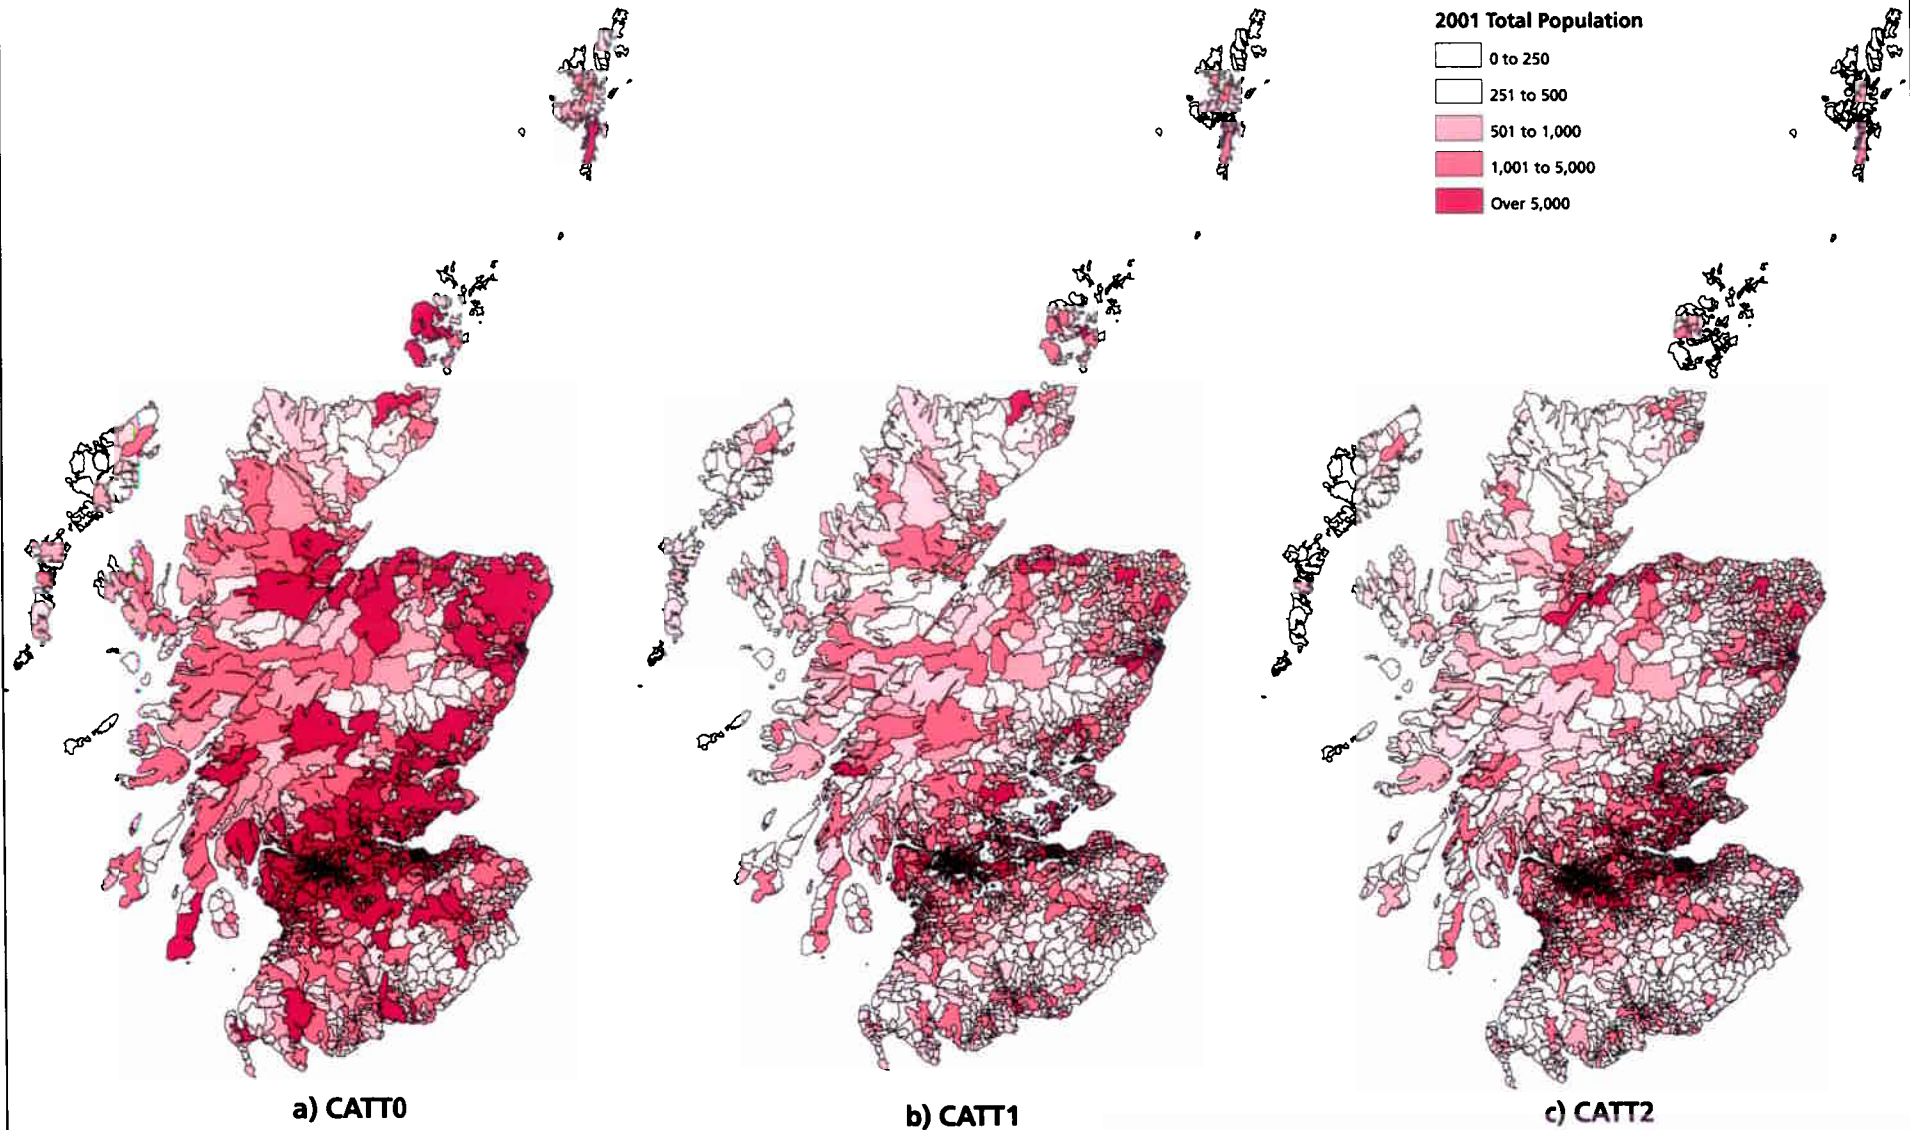 2001 Total Population
0 to 250
251 to 500
501 to 1,000
1,001 to 5,000
Over 5,000
a) CATT0
b) CATT1
c) CATT2